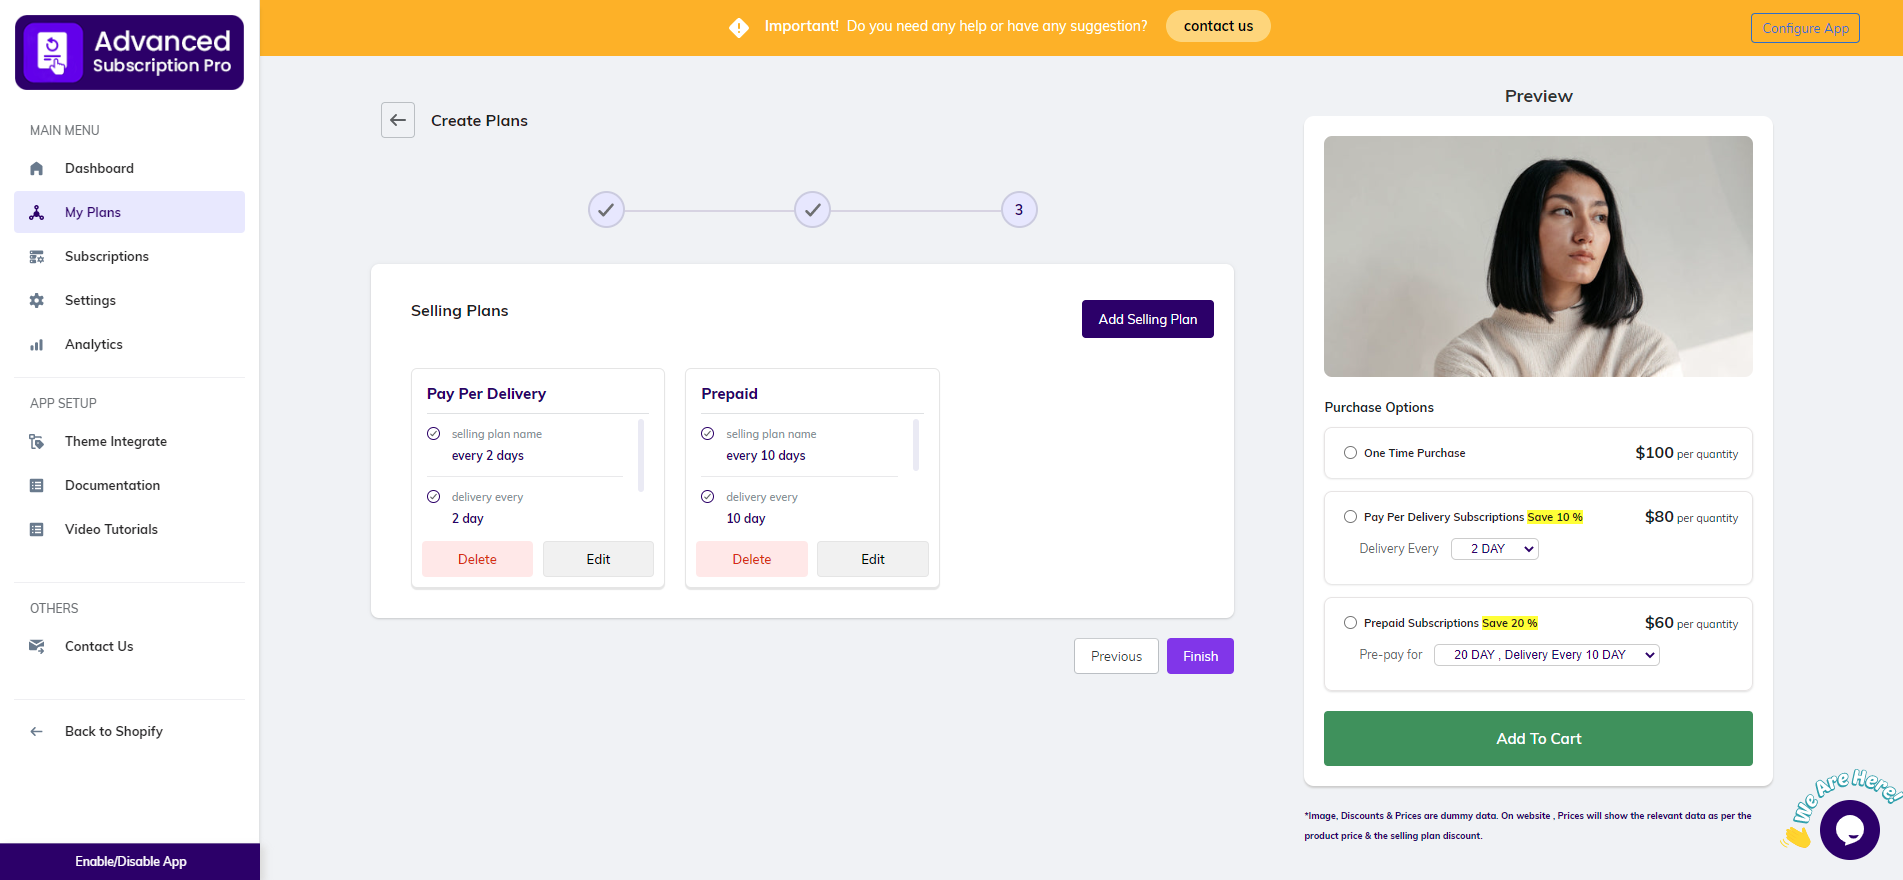 Advanced
Subscription Pro
MAIN MENU
Dashboard
My Plans
Subscriptions
Settings
Analytics
APP SETUP
Theme Integrate
Documentation
Video Tutorials
OTHERS
Contact Us
Back to Shopify
Enable/Disable App
Important! Do you need any help or have any suggestion? contact us
Configure App
Create Plans
3
Selling Plans
Add Selling Plan
Pay Per Delivery
selling plan name
every 2 days
delivery every
2 day
Delete Edit
Prepaid
selling plan name
every 10 days
delivery every
10 day
Delete Edit
Previous Finish
Preview
Purchase Options
One Time Purchase $100 per quantity
Pay Per Delivery Subscriptions Save 10 % $80 per quantity
Delivery Every 2 DAY
Prepaid Subscriptions Save 20 % $60 per quantity
Pre-pay for 20 DAY , Delivery Every 10 DAY
Add To Cart
*Image, Discounts & Prices are dummy data. On website , Prices will show the relevant data as per the
product price & the selling plan discount.
We Are Here!